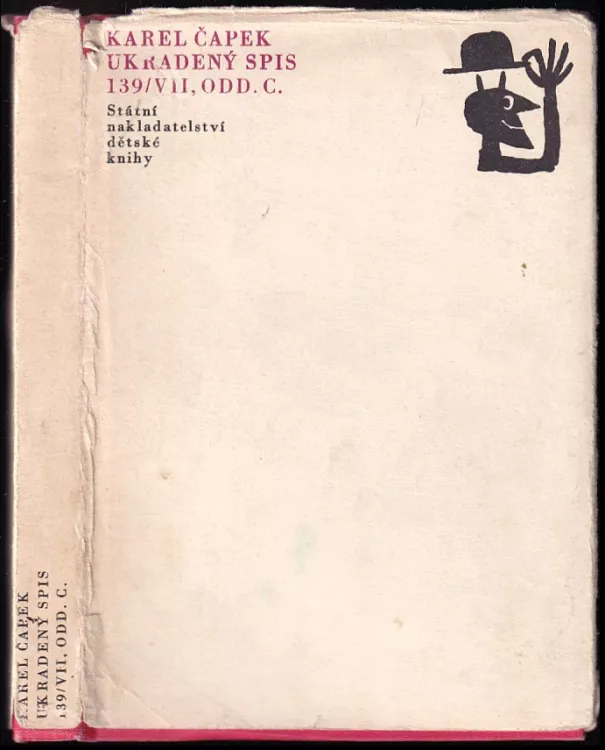 KAREL ČAPEK
UKRADENÝ SPIS
139/VII, ODD. C.
Státní
nakladatelství
dětské
knihy
KAREL ČAPEK
UKRADENÝ SPIS
139/VII, ODD. C.